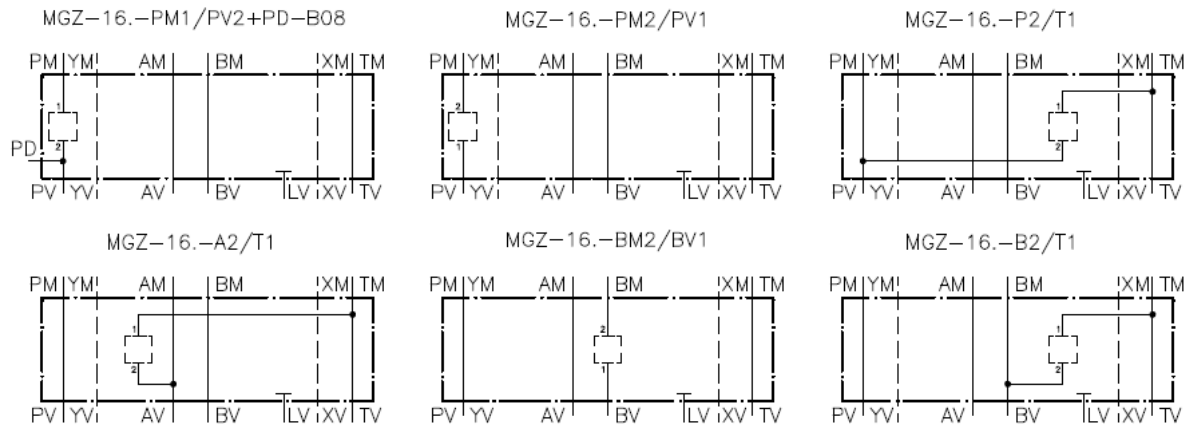 MGZ-16.-PM1/PV2+PD-B08 MGZ-16.-PM2/PV1 MGZ-16.-P2/T1
PM YM AM BM XM TM PM YM AM BM XM TM PM YM AM BM XM TM
1 2 1
2 1 2
PD
PV YV AV BV LV XV TV PV YV AV BV LV XV TV PV YV AV BV LV XV TV
MGZ-16.-A2/T1 MGZ-16.-BM2/BV1 MGZ-16.-B2/T1
PM YM AM BM XM TM PM YM AM BM XM TM PM YM AM BM XM TM
1 2 1
2 1 2
PV YV AV BV LV XV TV PV YV AV BV LV XV TV PV YV AV BV LV XV TV